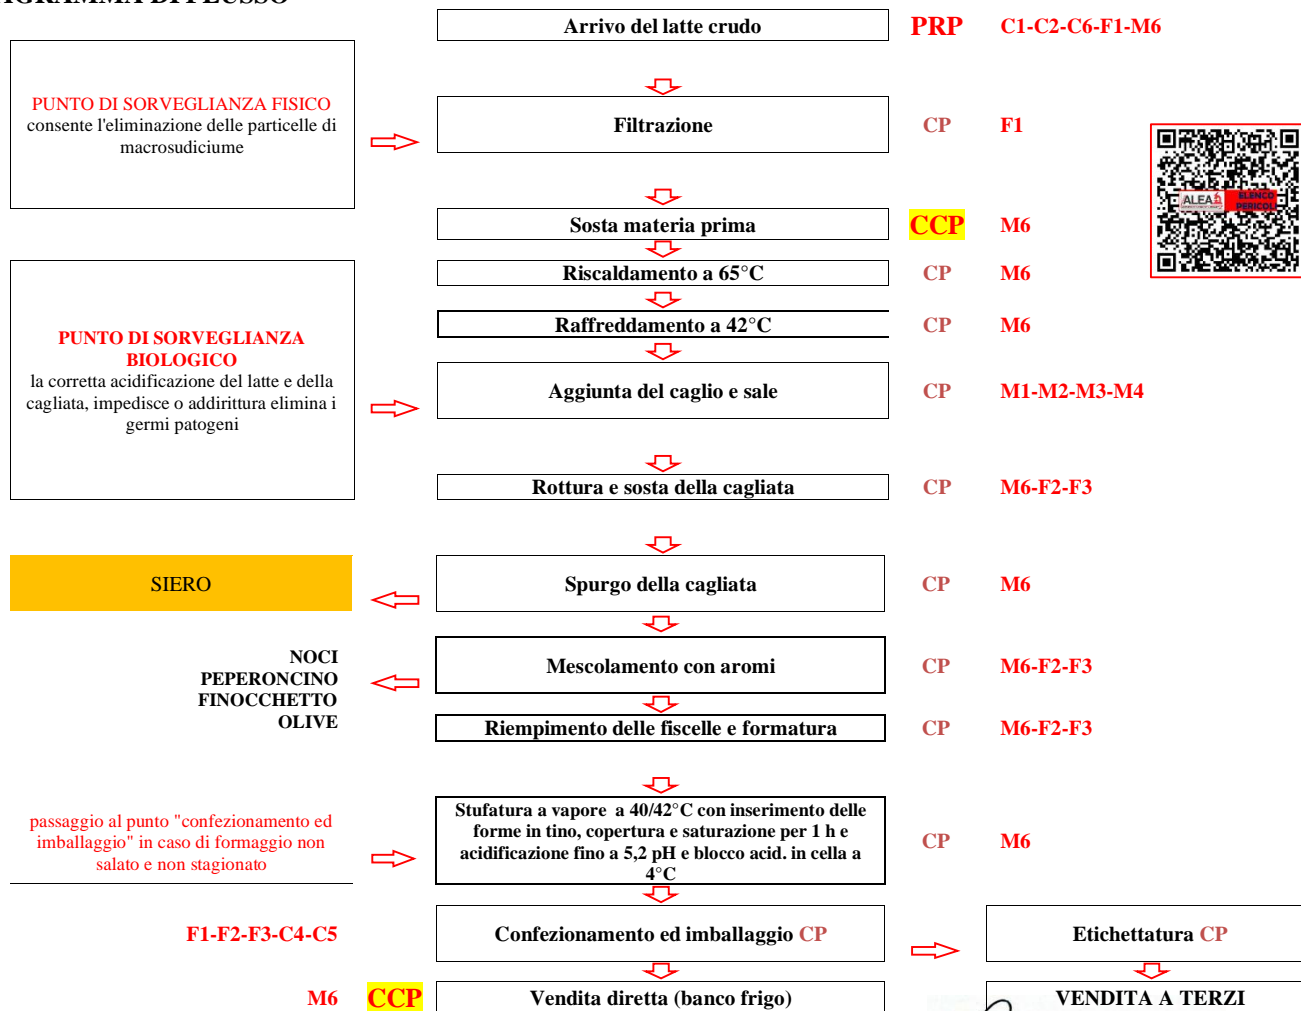 AGRAMMA DI FLUSSO
Arrivo del latte crudo
PRP
C1-C2-C6-F1-M6
PUNTO DI SORVEGLIANZA FISICO
consente l'eliminazione delle particelle di
macrosudiciume
Filtrazione
CP
F1
ALEA
ELENCO
PERICOLI
Sosta materia prima
CCP
M6
Riscaldamento a 65°C
CP
M6
Raffreddamento a 42°C
CP
M6
PUNTO DI SORVEGLIANZA
BIOLOGICO
la corretta acidificazione del latte e della
cagliata, impedisce o addirittura elimina i
germi patogeni
Aggiunta del caglio e sale
CP
M1-M2-M3-M4
Rottura e sosta della cagliata
CP
M6-F2-F3
SIERO
Spurgo della cagliata
CP
M6
NOCI
PEPERONCINO
FINOCCHETTO
OLIVE
Mescolamento con aromi
CP
M6-F2-F3
Riempimento delle fiscelle e formatura
CP
M6-F2-F3
passaggio al punto "confezionamento ed
imballaggio" in caso di formaggio non
salato e non stagionato
Stufatura a vapore a 40/42°C con inserimento delle
forme in tino, copertura e saturazione per 1 h e
acidificazione fino a 5,2 pH e blocco acid. in cella a
4°C
CP
M6
F1-F2-F3-C4-C5
Confezionamento ed imballaggio CP
Etichettatura CP
M6
CCP
Vendita diretta (banco frigo)
VENDITA A TERZI